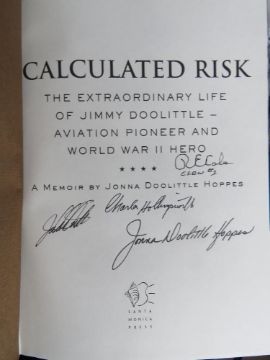 CALCULATED RISK
THE EXTRAORDINARY LIFE
OF JIMMY DOOLITTLE –
AVIATION PIONEER AND
WORLD WAR II HERO
★ ★ ★ ★
R E Cole
CREW #1
A MEMOIR BY JONNA DOOLITTLE HOPPES
Jonna Doolittle Hoppes
SANTA
MONICA
PRESS